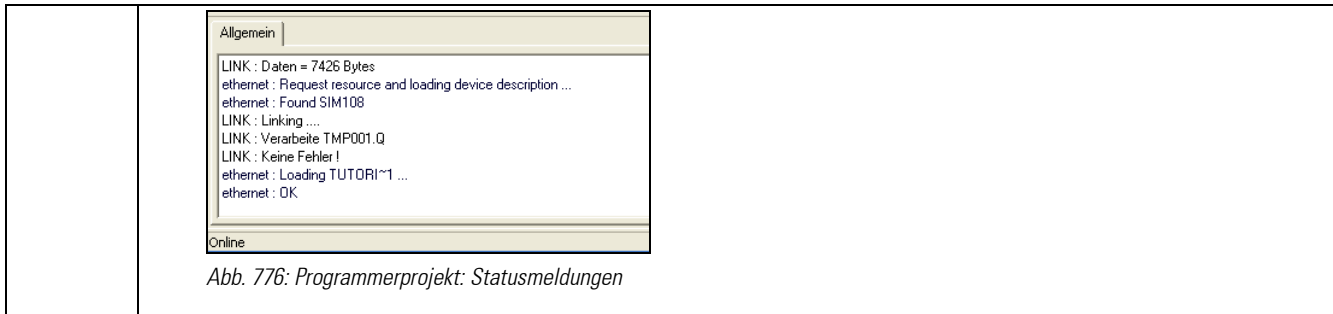 Allgemein
LINK : Daten = 7426 Bytes
ethernet : Request resource and loading device description ...
ethernet : Found SIM108
LINK : Linking ....
LINK : Verarbeite TMP001.Q
LINK : Keine Fehler !
ethernet : Loading TUTORI~1 ...
ethernet : OK
Online
Abb. 776: Programmerprojekt: Statusmeldungen